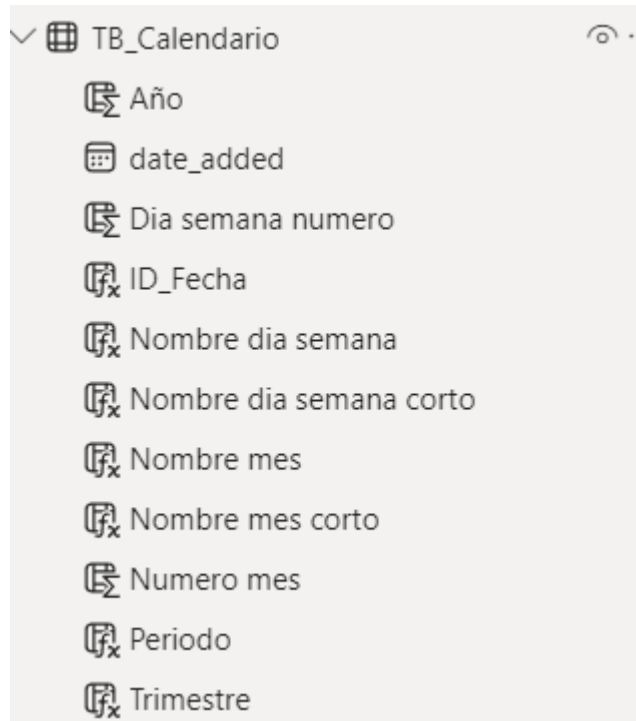 TB_Calendario
Año
date_added
Dia semana numero
ID_Fecha
Nombre dia semana
Nombre dia semana corto
Nombre mes
Nombre mes corto
Numero mes
Periodo
Trimestre